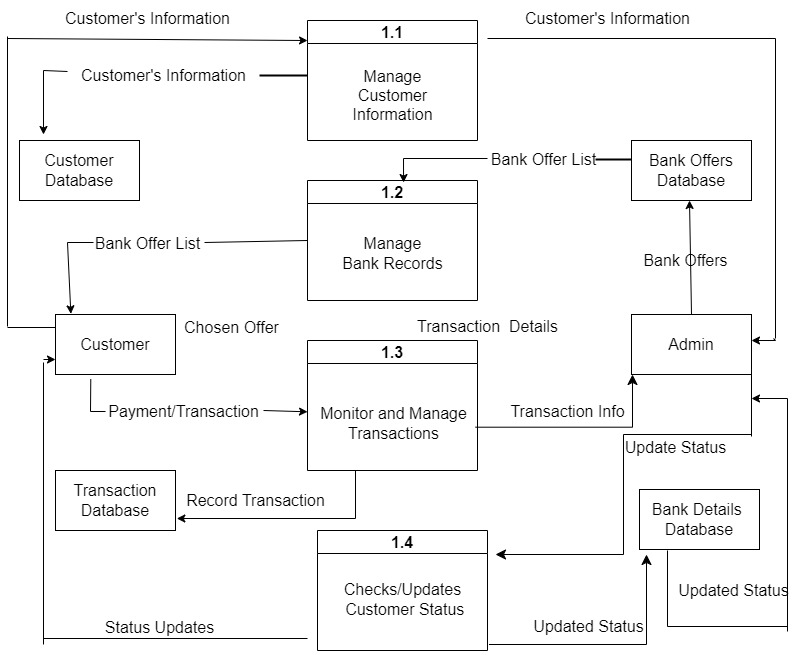 Customer's Information
Customer's Information
1.1
Customer's Information
Manage
Customer
Information
Customer
Database
Bank Offer List
Bank Offers
Database
1.2
Bank Offer List
Manage
Bank Records
Bank Offers
Chosen Offer
Transaction Details
Customer
1.3
Admin
Payment/Transaction
Monitor and Manage
Transactions
Transaction Info
Update Status
Transaction
Database
Record Transaction
Bank Details
Database
1.4
Checks/Updates
Customer Status
Updated Status
Status Updates
Updated Status